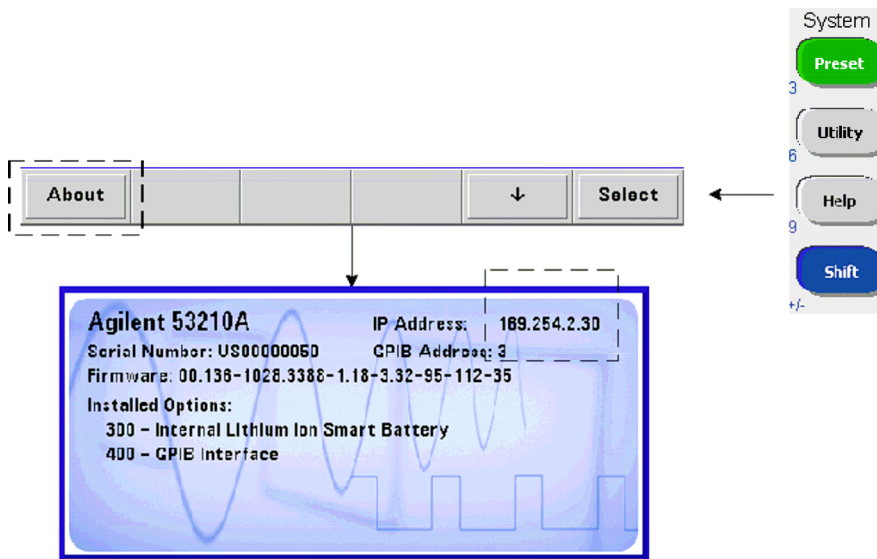 System
Preset
3
Utility
6
Help
9
Shift
+/-
About ↓ Select
Agilent 53210A
IP Address: 169.254.2.30
Serial Number: US00000050 GPIB Address: 3
Firmware: 00.136-1028.3388-1.18-3.32-95-112-35
Installed Options:
300 - Internal Lithium Ion Smart Battery
400 - GPIB Interface